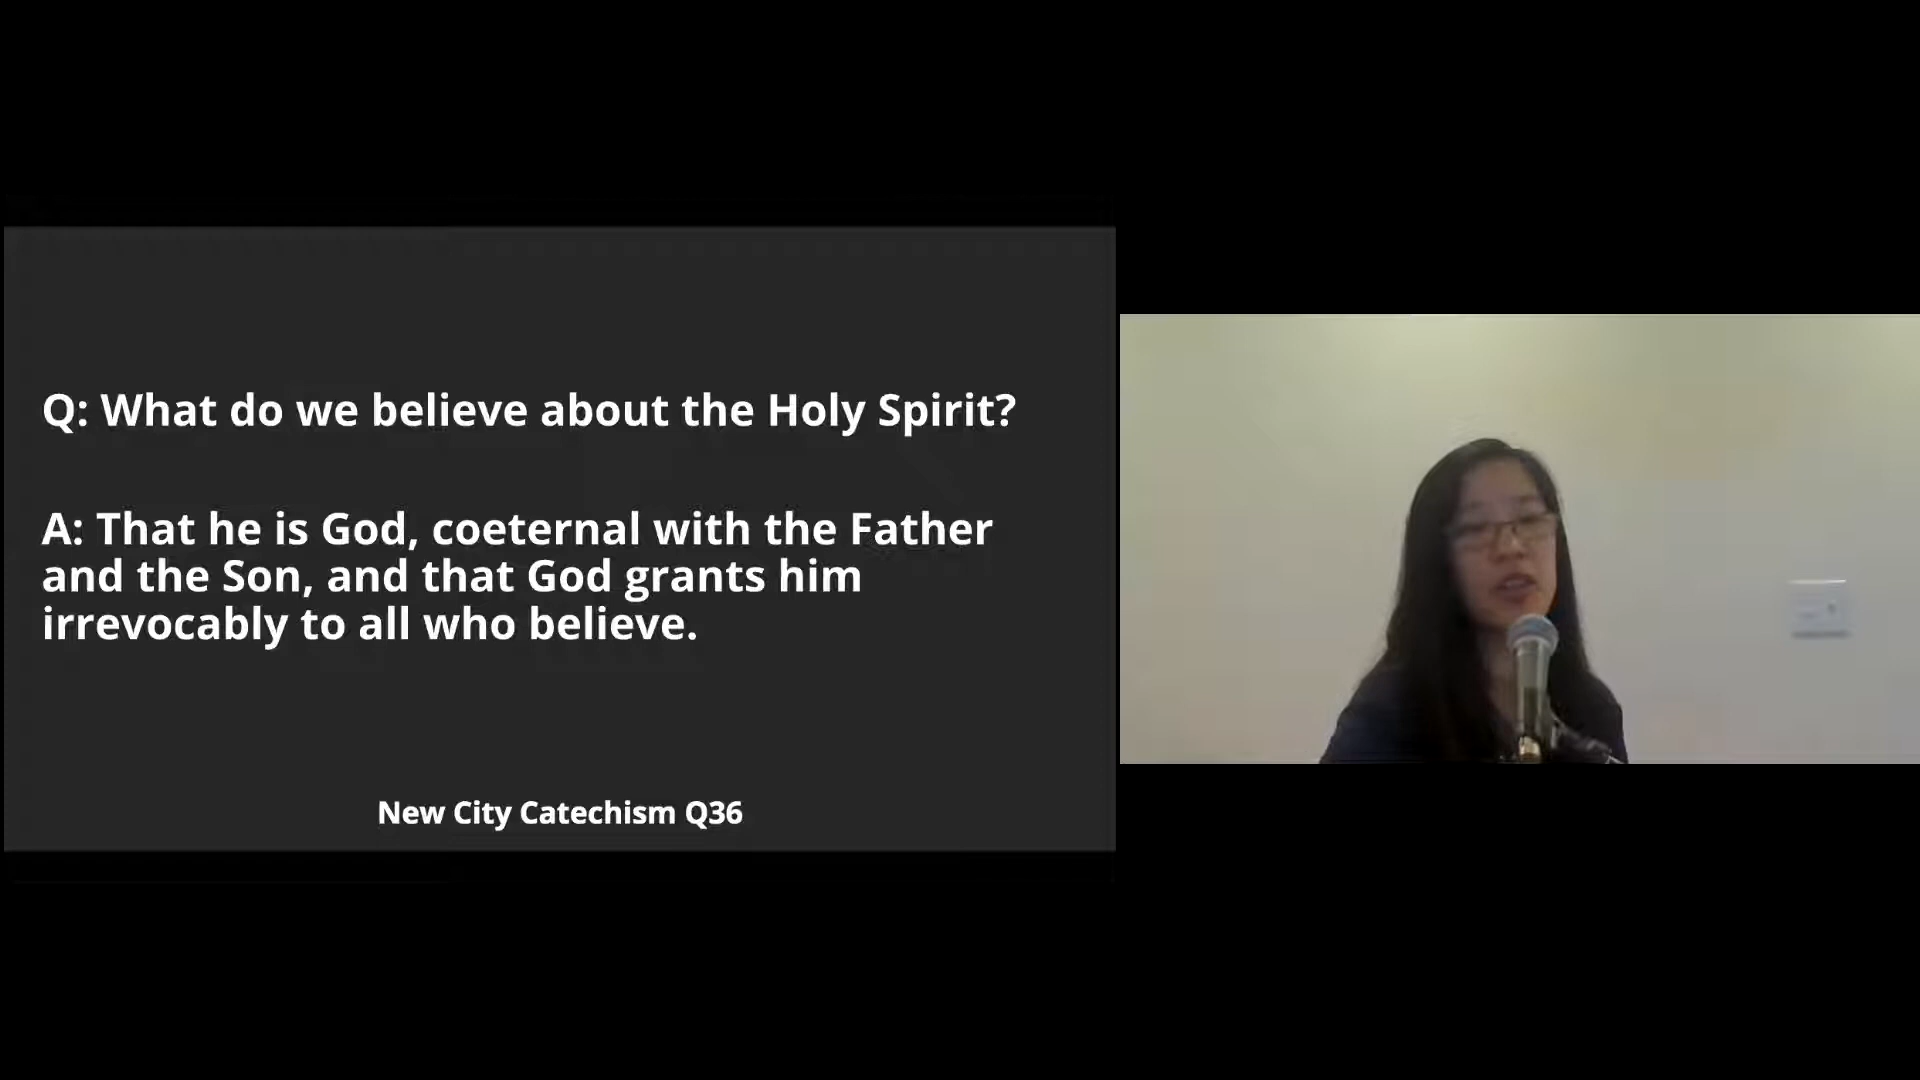 Q: What do we believe about the Holy Spirit?
A: That he is God, coeternal with the Father
and the Son, and that God grants him
irrevocably to all who believe.
New City Catechism Q36